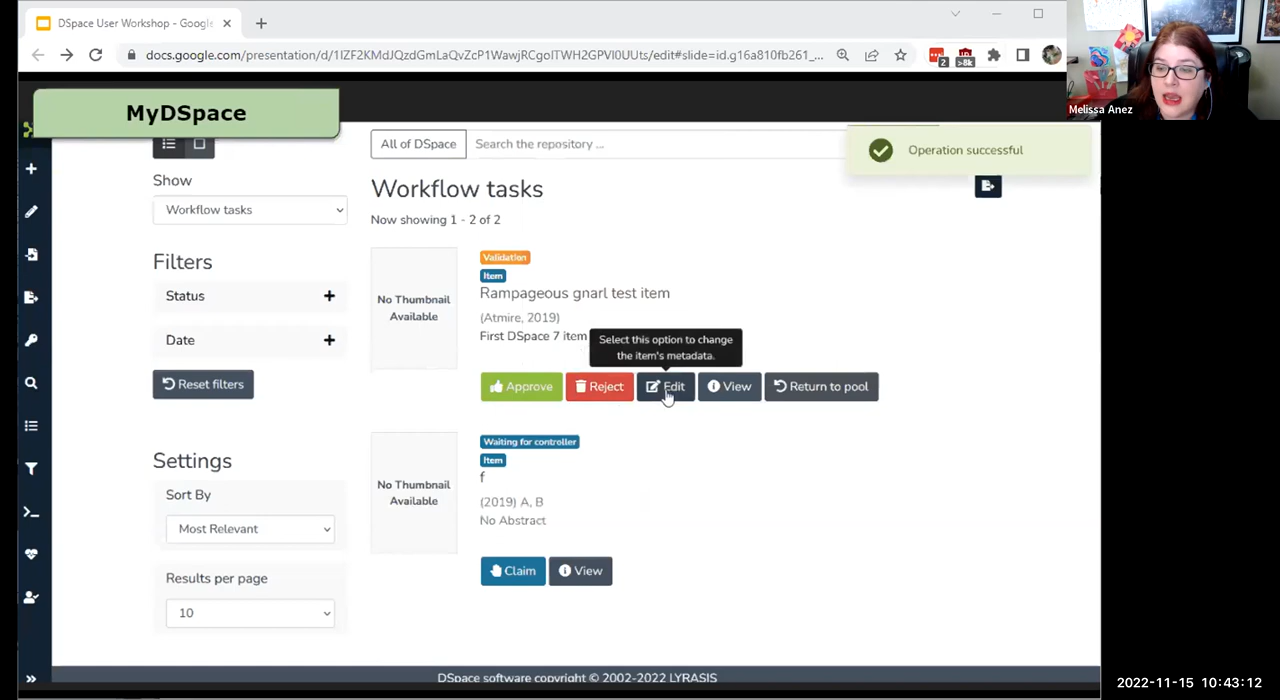 DSpace User Workshop - Google
docs.google.com/presentation/d/1IZF2KMdJQzdGmLaQvZcP1WawjRCgoITWH2GPVI0UUts/edit#slide=id.g16a810fb261_...
2
>8k
Melissa Anez
MyDSpace
All of DSpace
Search the repository ...
Operation successful
Show
Workflow tasks
Workflow tasks
Now showing 1 - 2 of 2
Filters
Status
Date
Reset filters
No Thumbnail
Available
Validation
Item
Rampageous gnarl test item
(Atmire, 2019)
First DSpace 7 item
Select this option to change
the item's metadata.
Approve
Reject
Edit
View
Return to pool
Settings
Sort By
Most Relevant
Results per page
10
No Thumbnail
Available
Waiting for controller
Item
f
(2019) A, B
No Abstract
Claim
View
DSpace software copyright © 2002-2022 LYRASIS
2022-11-15 10:43:12